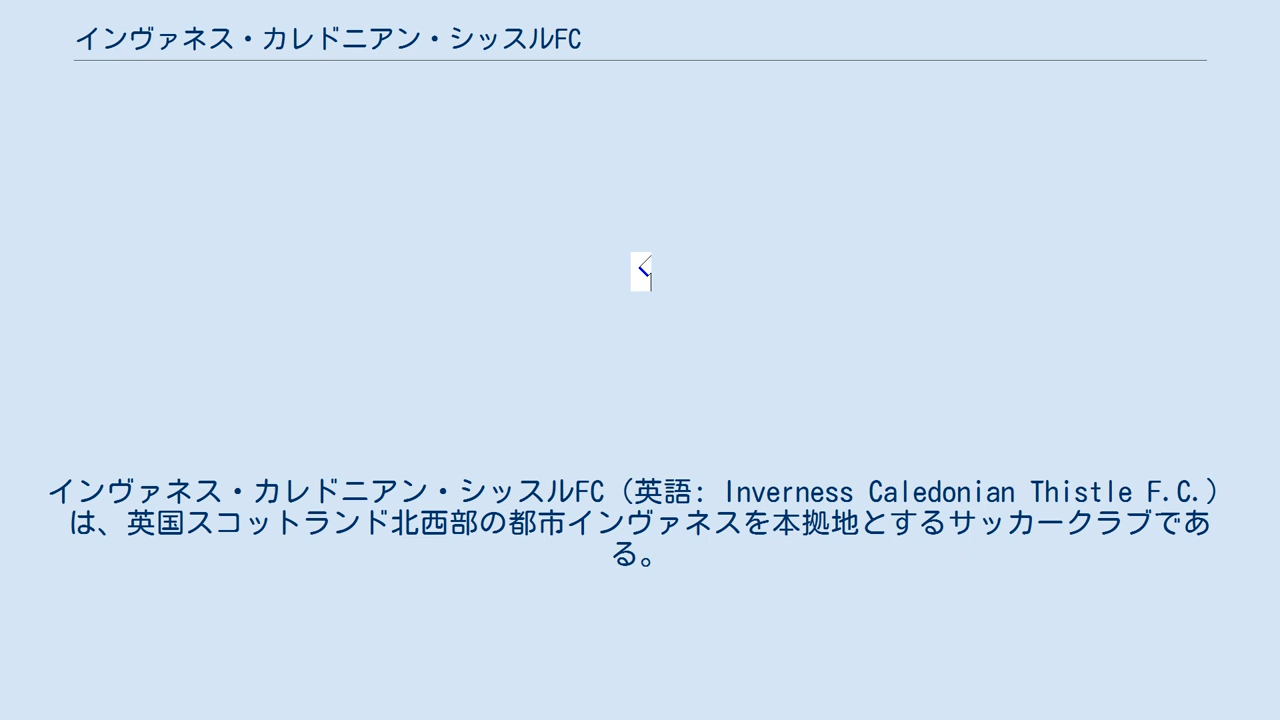 インヴァネス・カレドニアン・シッスルFC
インヴァネス・カレドニアン・シッスルFC（英語: Inverness Caledonian Thistle F.C.）
は、英国スコットランド北西部の都市インヴァネスを本拠地とするサッカークラブであ
る。